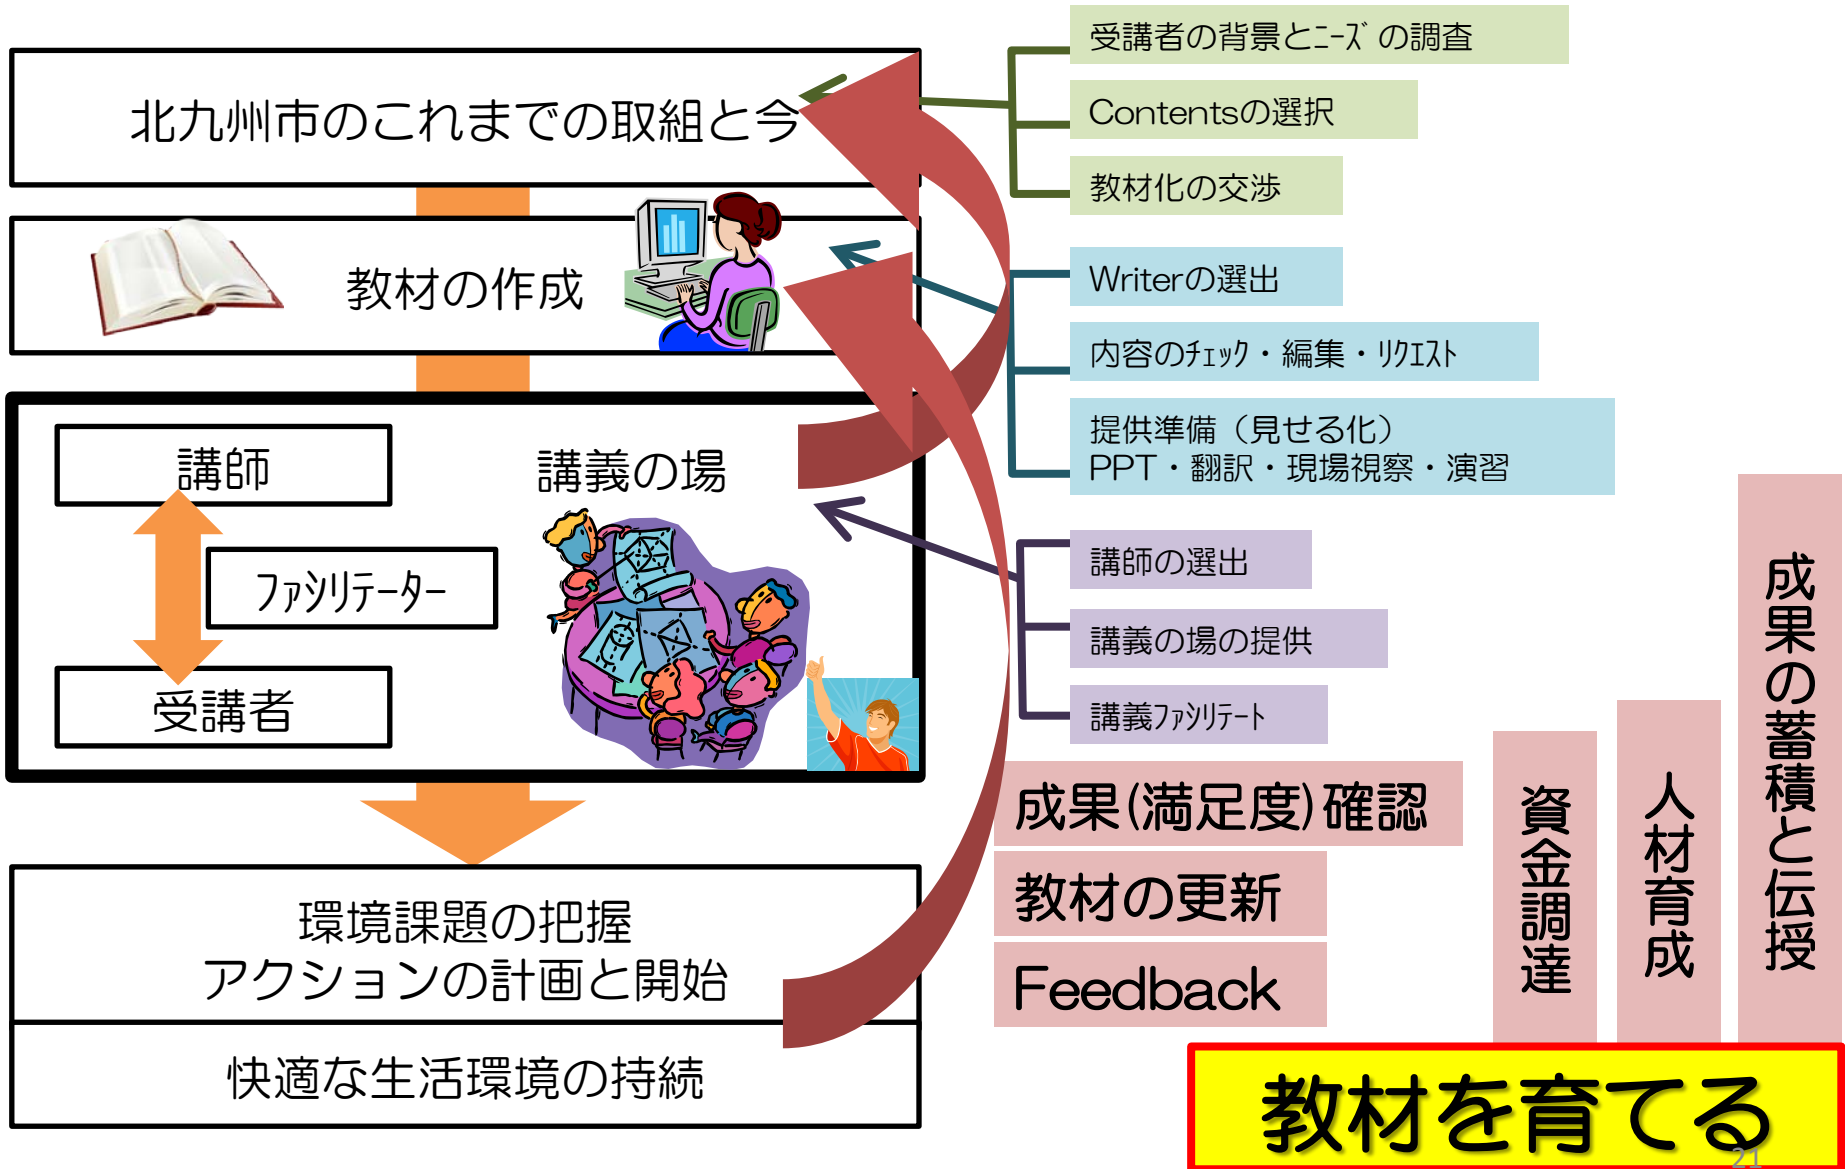 北九州市のこれまでの取組と今
教材の作成
講師
講義の場
ﾌｧｼﾘﾃｰﾀｰ
受講者
環境課題の把握
アクションの計画と開始
快適な生活環境の持続
受講者の背景とﾆｰｽﾞの調査
Contentsの選択
教材化の交渉
Writerの選出
内容のﾁｪｯｸ・編集・ﾘｸｴｽﾄ
提供準備（見せる化）
PPT・翻訳・現場視察・演習
講師の選出
講義の場の提供
講義ﾌｧｼﾘﾃｰﾄ
成果(満足度)確認
教材の更新
Feedback
資金調達
人材育成
成果の蓄積と伝授
教材を育てる
21